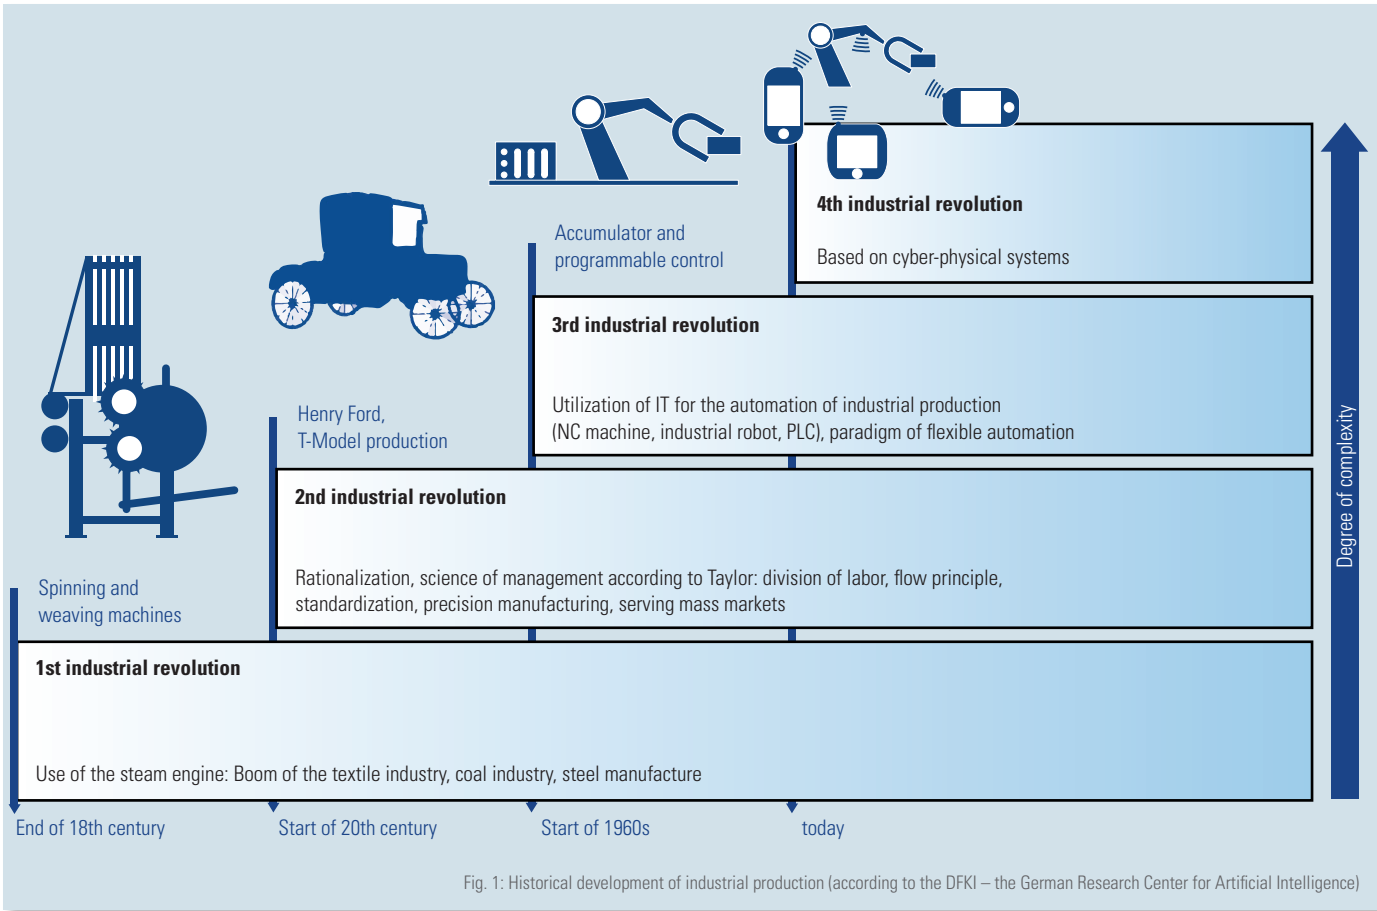 4th industrial revolution
Based on cyber-physical systems
Accumulator and
programmable control
3rd industrial revolution
Utilization of IT for the automation of industrial production
(NC machine, industrial robot, PLC), paradigm of flexible automation
Henry Ford,
T-Model production
2nd industrial revolution
Rationalization, science of management according to Taylor: division of labor, flow principle,
standardization, precision manufacturing, serving mass markets
Spinning and
weaving machines
1st industrial revolution
Use of the steam engine: Boom of the textile industry, coal industry, steel manufacture
Degree of complexity
End of 18th century
Start of 20th century
Start of 1960s
today
Fig. 1: Historical development of industrial production (according to the DFKI – the German Research Center for Artificial Intelligence)